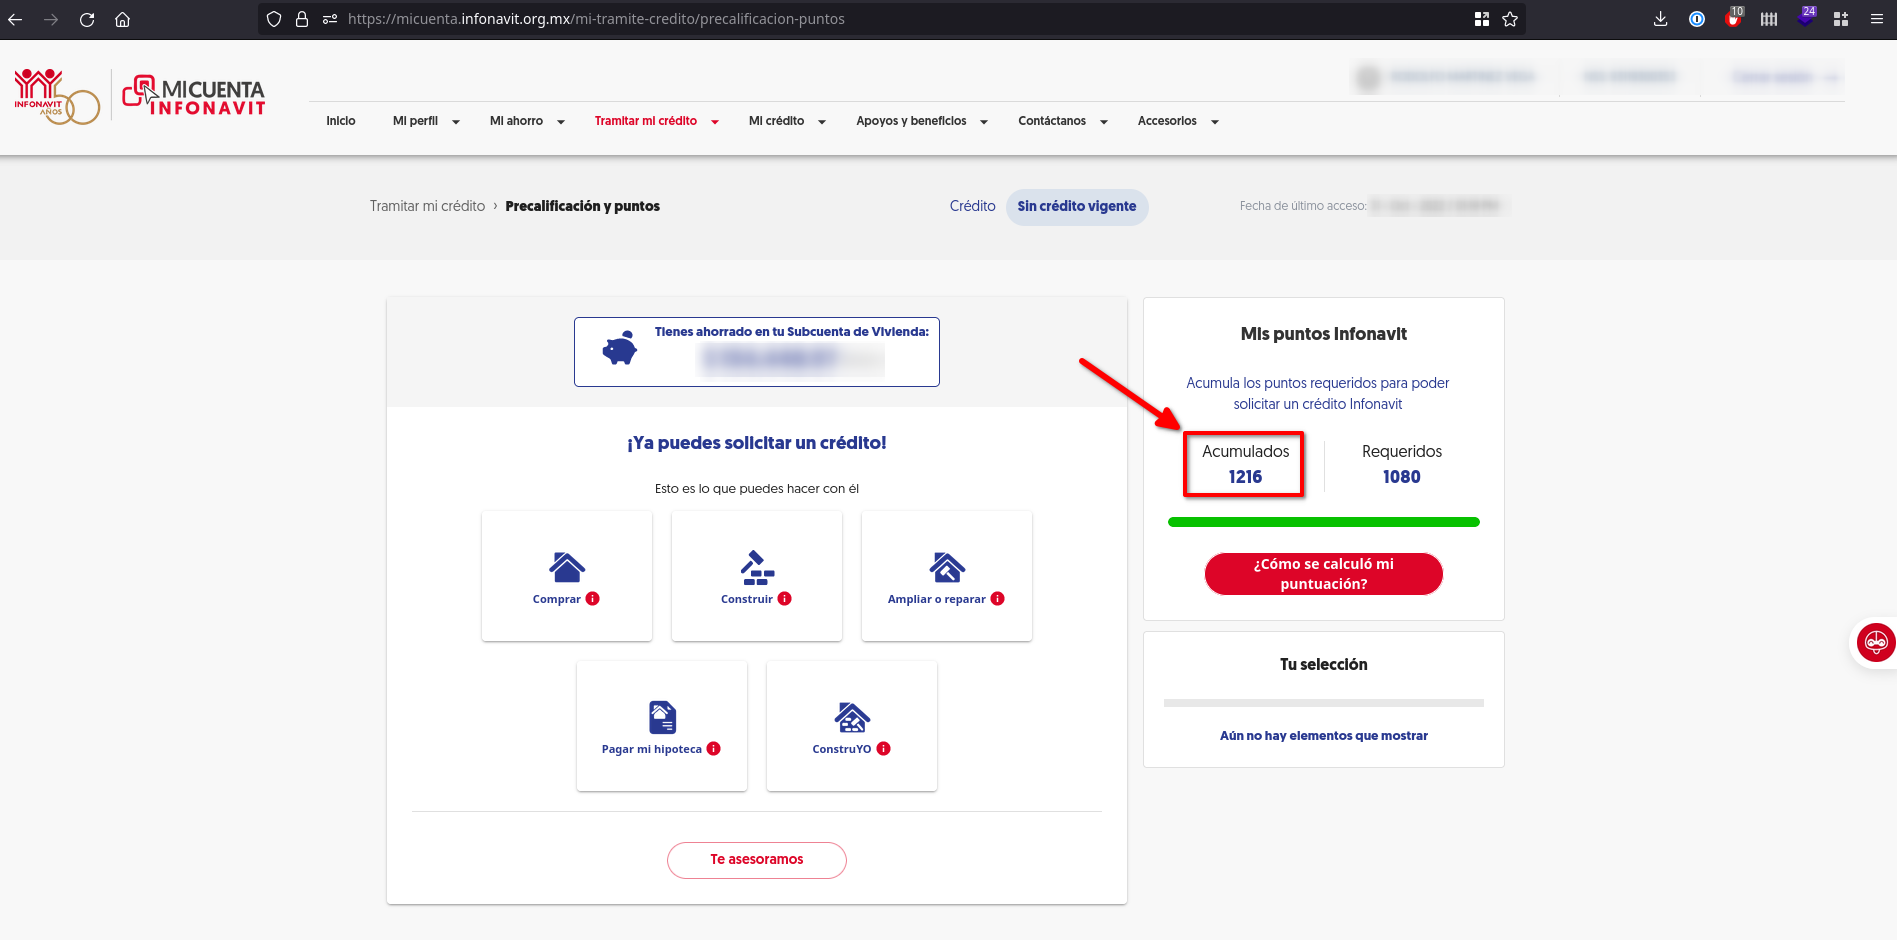 https://micuenta.infonavit.org.mx/mi-tramite-credito/precalificacion-puntos
10
24
INFONAVIT
AÑOS
MICUENTA
INFONAVIT
Inicio
Mi perfil
Mi ahorro
Tramitar mi crédito
Mi crédito
Apoyos y beneficios
Contáctanos
Accesorios
Tramitar mi crédito › Precalificación y puntos
Crédito
Sin crédito vigente
Fecha de último acceso:
Tienes ahorrado en tu Subcuenta de Vivienda:
¡Ya puedes solicitar un crédito!
Esto es lo que puedes hacer con él
Comprar
Construir
Ampliar o reparar
Pagar mi hipoteca
ConstruYO
Te asesoramos
Mis puntos Infonavit
Acumula los puntos requeridos para poder
solicitar un crédito Infonavit
Acumulados
1216
Requeridos
1080
¿Cómo se calculó mi
puntuación?
Tu selección
Aún no hay elementos que mostrar